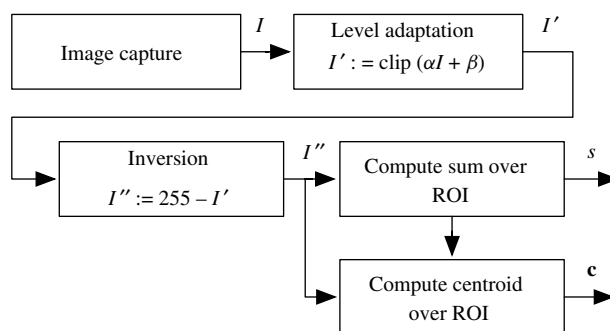 Image capture
I
Level adaptation
I′ : = clip (αI + β)
I′
Inversion
I″ := 255 – I′
I″
Compute sum over
ROI
s
Compute centroid
over ROI
c